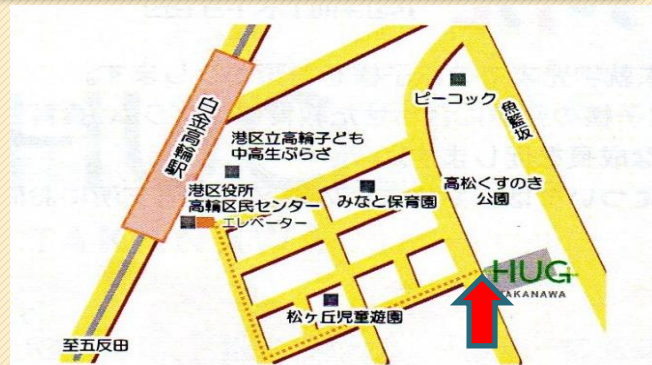 白金高輪駅
港区立高輪子ども
中高生ぷらざ
港区役所
高輪区民センター
エレベーター
ピーコック
魚籃坂
みなと保育園
高松くすのき
公園
HUG
TAKANAWA
松ヶ丘児童遊園
至五反田